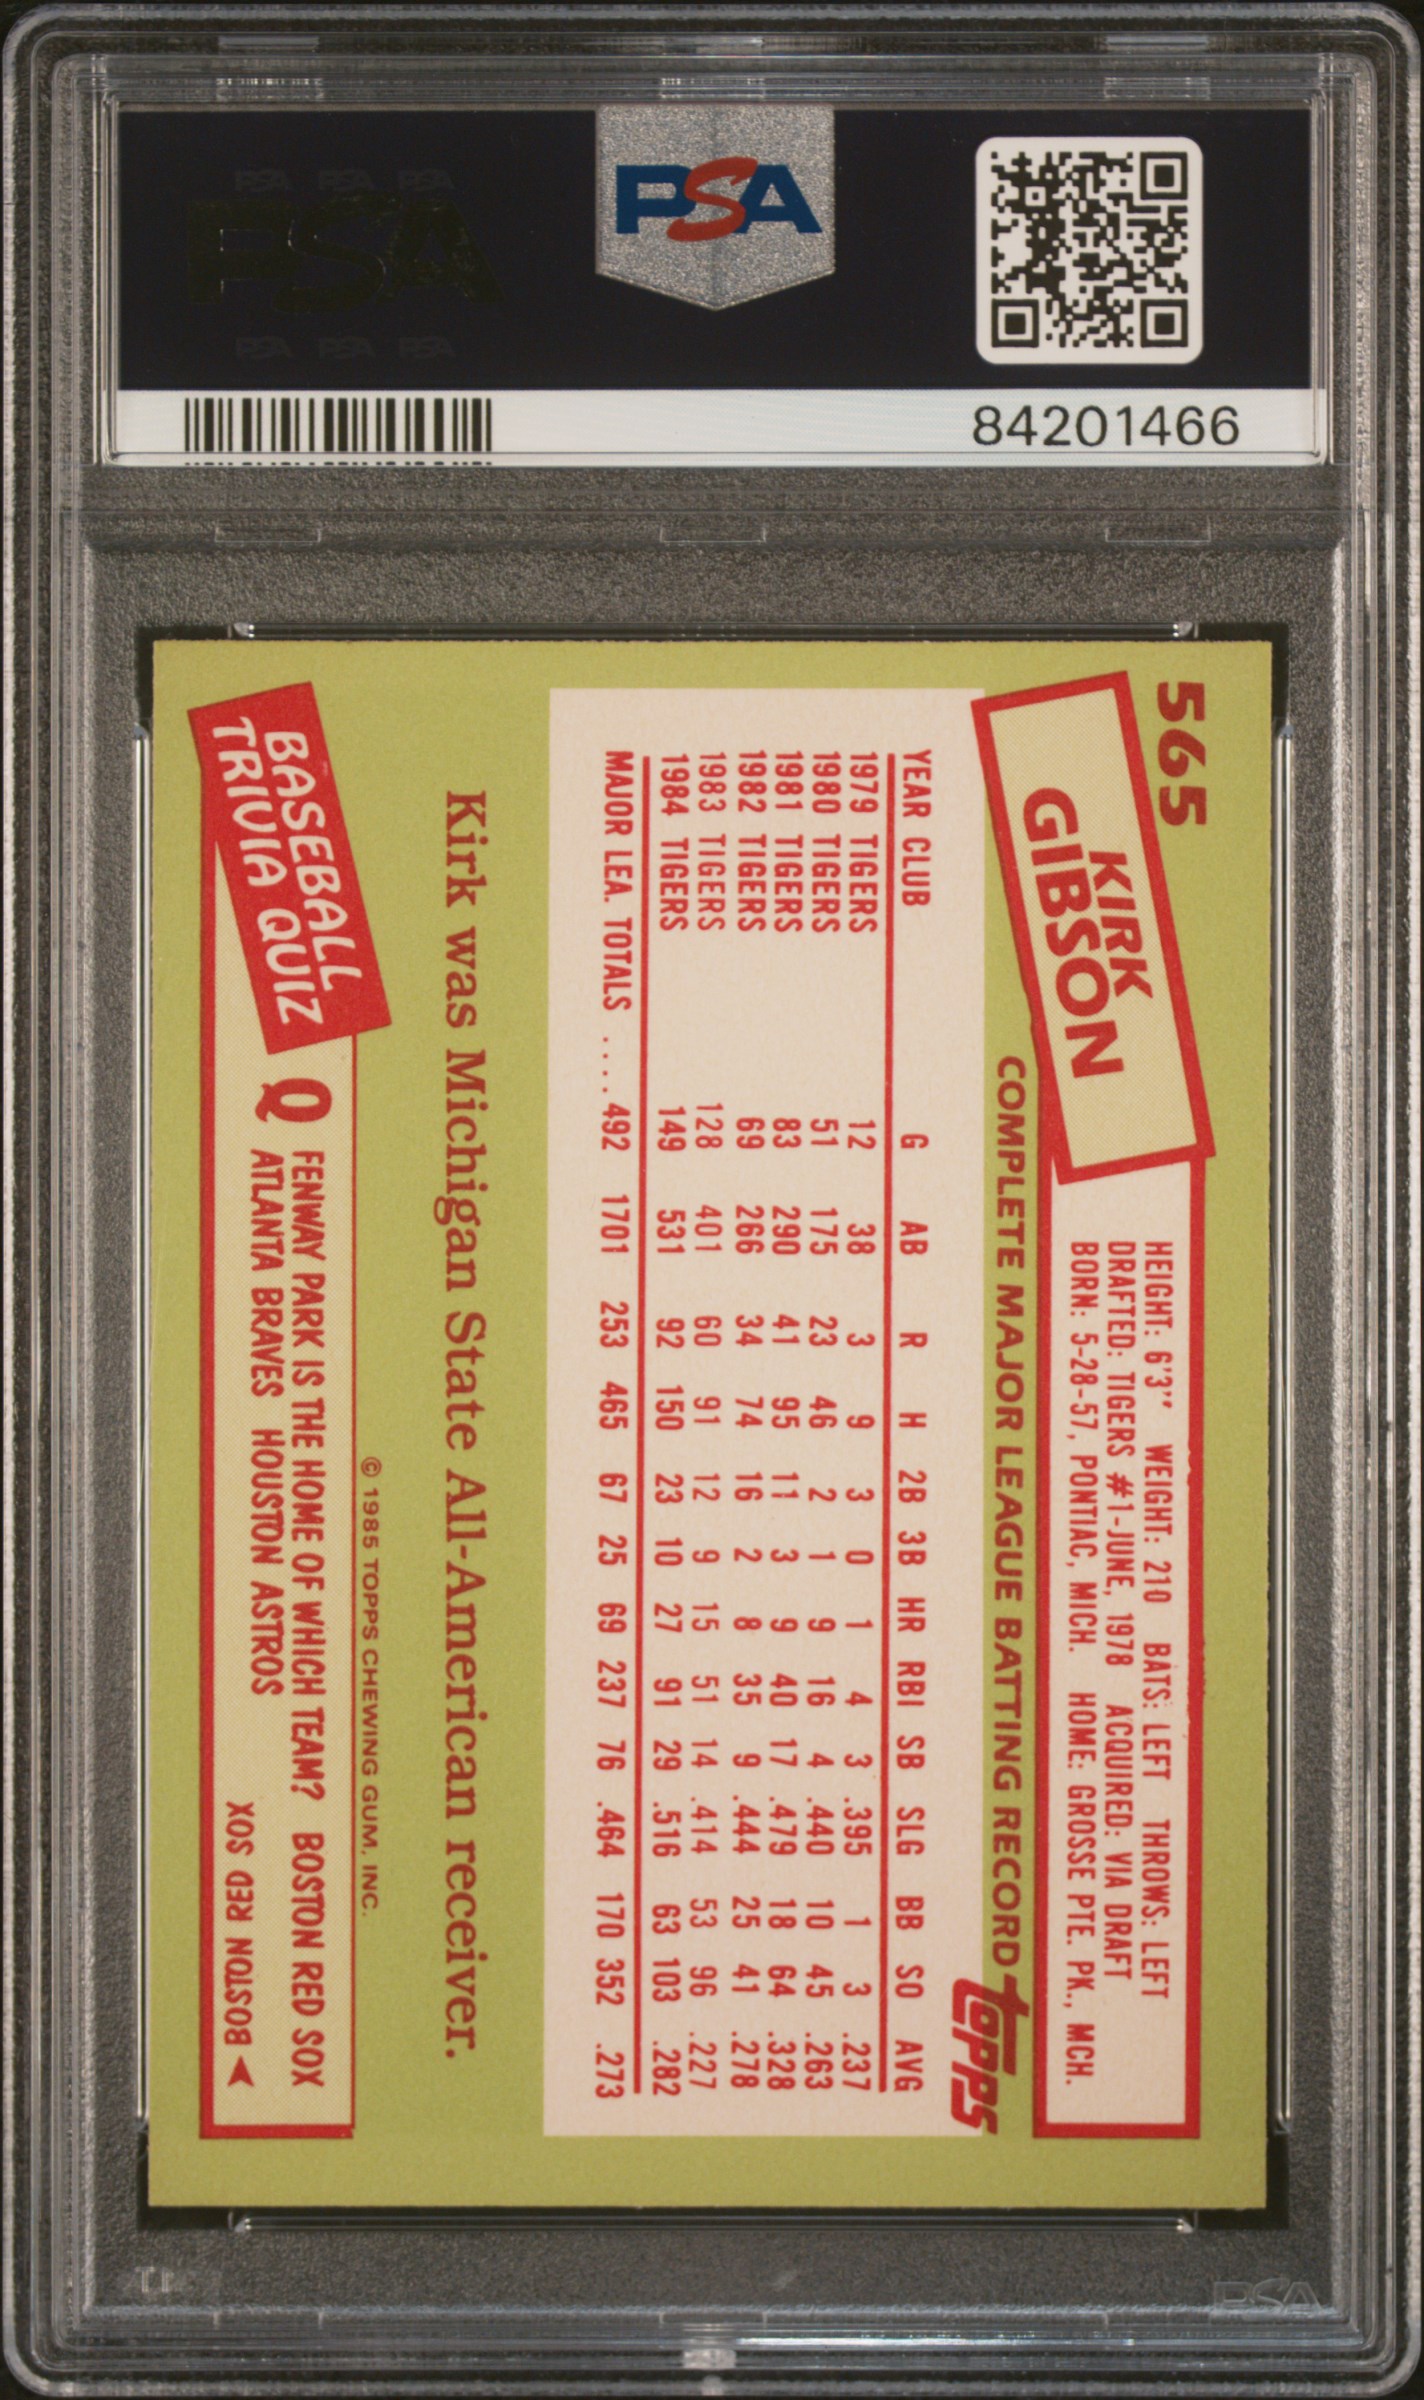 PSA PSA PSA
PSA
PSA PSA PSA
PSA
84201466
565
KIRK
GIBSON
HEIGHT: 6'3" WEIGHT: 210 BATS: LEFT THROWS: LEFT
DRAFTED: TIGERS #1-JUNE, 1978 ACQUIRED: VIA DRAFT
BORN: 5-28-57, PONTIAC, MICH. HOME: GROSSE PTE. PK., MCH.
COMPLETE MAJOR LEAGUE BATTING RECORD
Topps
YEAR CLUB G AB R H 2B 3B HR RBI SB SLG BB SO AVG
1979 TIGERS 12 38 3 9 3 0 1 4 3 .395 1 3 .237
1980 TIGERS 51 175 23 46 2 1 9 16 4 .440 10 45 .263
1981 TIGERS 83 290 41 95 11 3 9 40 17 .479 18 64 .328
1982 TIGERS 69 266 34 74 16 2 8 35 9 .444 25 41 .278
1983 TIGERS 128 401 60 91 12 9 15 51 14 .414 53 96 .227
1984 TIGERS 149 531 92 150 23 10 27 91 29 .516 63 103 .282
MAJOR LEA. TOTALS .... 492 1701 253 465 67 25 69 237 76 .464 170 352 .273
Kirk was Michigan State All-American receiver.
© 1985 TOPPS CHEWING GUM, INC.
BASEBALL
TRIVIA QUIZ
Q FENWAY PARK IS THE HOME OF WHICH TEAM? BOSTON RED SOX
ATLANTA BRAVES HOUSTON ASTROS
BOSTON RED SOX
PSA